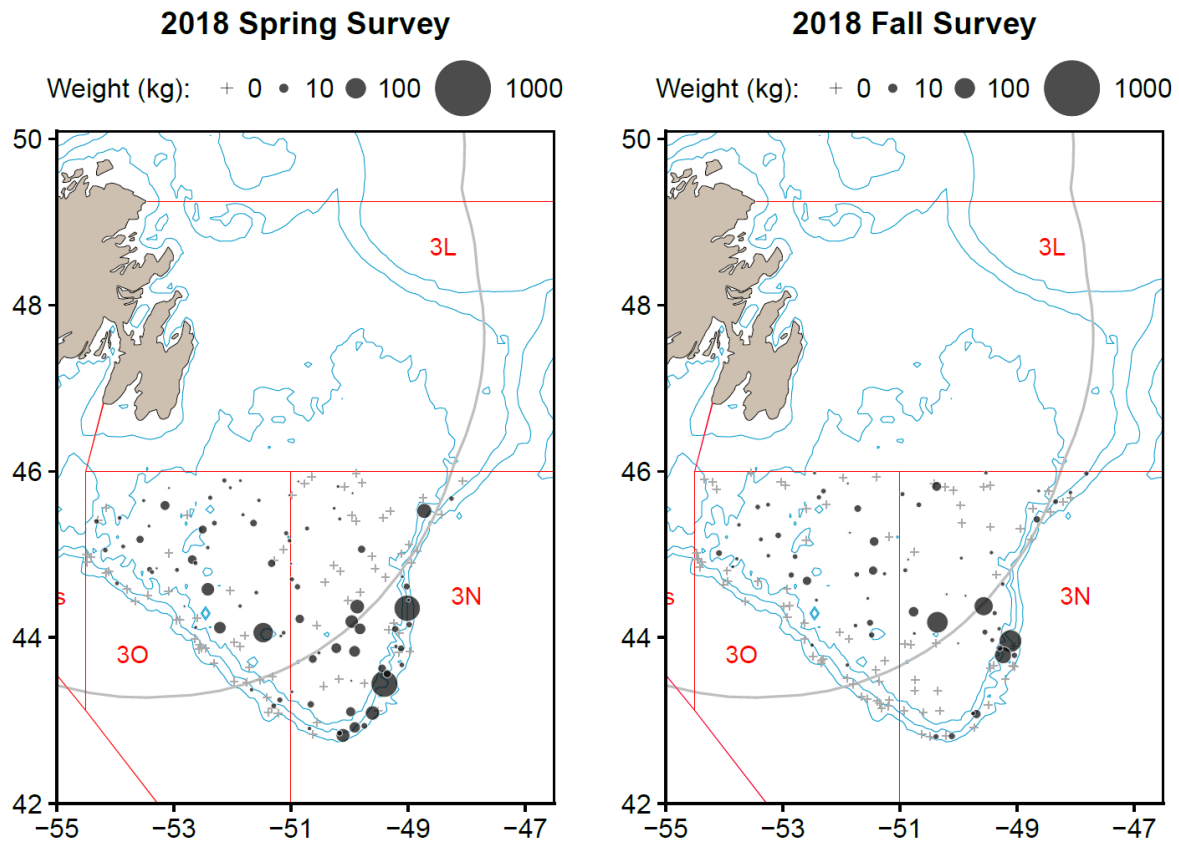 2018 Spring Survey
Weight (kg): + 0 10 100 1000
50
48
46
44
42
−55 −53 −51 −49 −47
3L
3N
3O
s
2018 Fall Survey
Weight (kg): + 0 10 100 1000
50
48
46
44
42
−55 −53 −51 −49 −47
3L
3N
3O
s